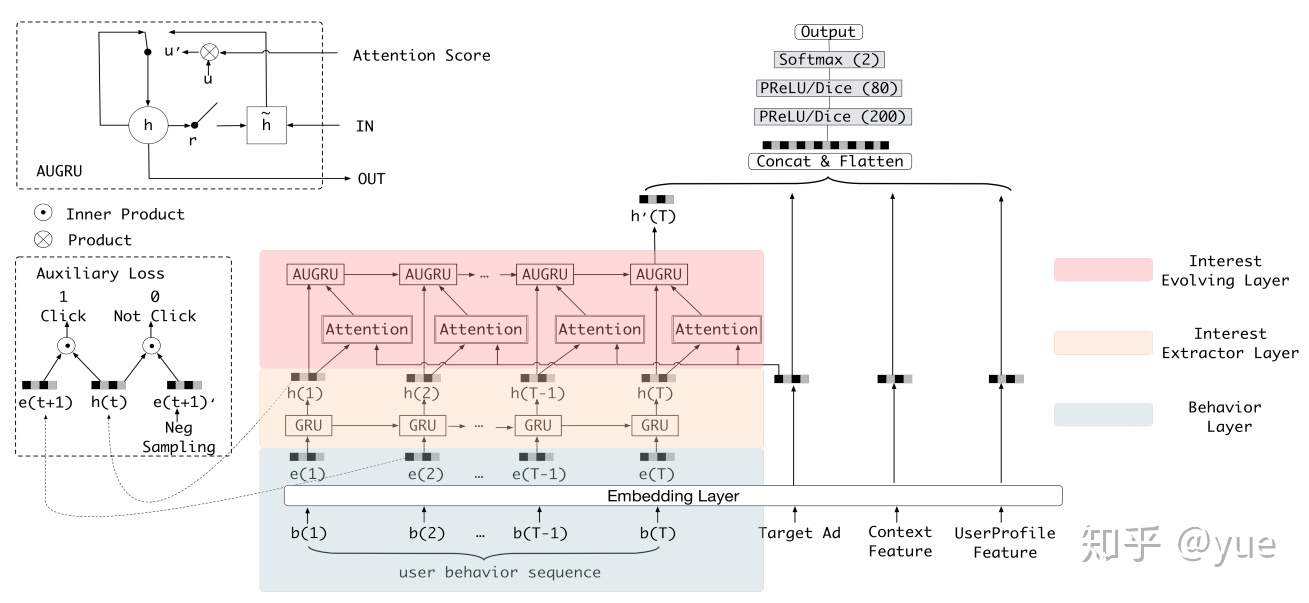 Output
Softmax (2)
PReLU/Dice (80)
PReLU/Dice (200)
Concat & Flatten
u′
Attention Score
u
h
r
h̃
IN
AUGRU
OUT
Inner Product
Product
Auxiliary Loss
1
0
Click
Not Click
e(t+1)
h(t)
e(t+1)′
Neg
Sampling
h′(T)
AUGRU
AUGRU
…
AUGRU
AUGRU
Attention
Attention
Attention
Attention
h(1)
h(2)
h(T-1)
h(T)
GRU
GRU
…
GRU
GRU
e(1)
e(2)
…
e(T-1)
e(T)
Embedding Layer
b(1)
b(2)
…
b(T-1)
b(T)
Target Ad
Context
Feature
UserProfile
Feature
user behavior sequence
Interest
Evolving Layer
Interest
Extractor Layer
Behavior
Layer
知乎 @yue